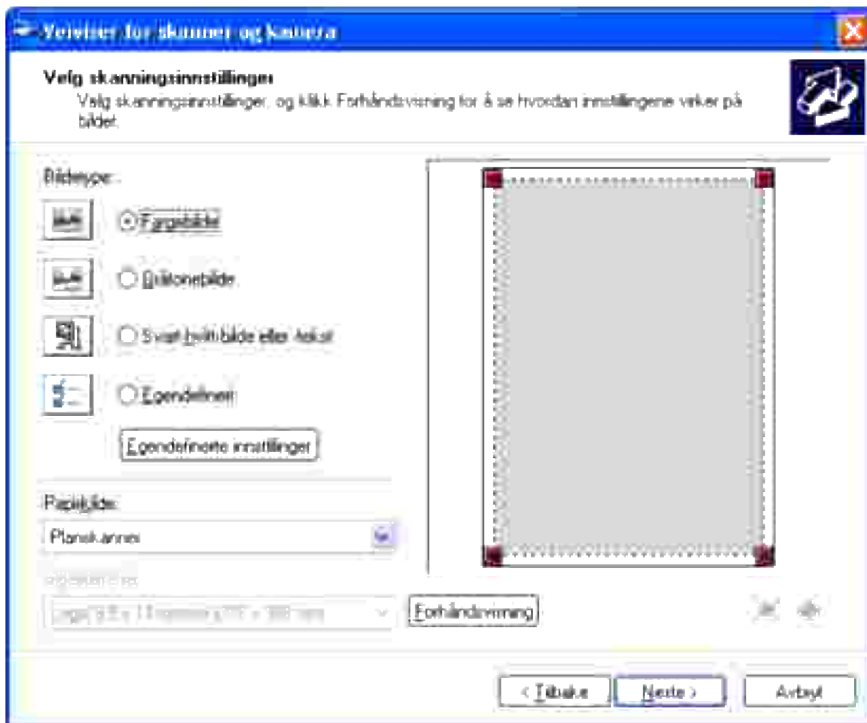 Veiviser for skanner og kamera
Velg skanningsinnstillinger
Velg skanningsinnstillinger, og klikk Forhåndsvisning for å se hvordan innstillingene virker på
bildet.
Bildetype:
Fargebilde
Gråtonebilde
Svart-hvitt-bilde eller tekst
Egendefinert
Egendefinerte innstillinger
Papirkilde:
Planskanner
Forhåndsvisning
< Tilbake
Neste >
Avbryt